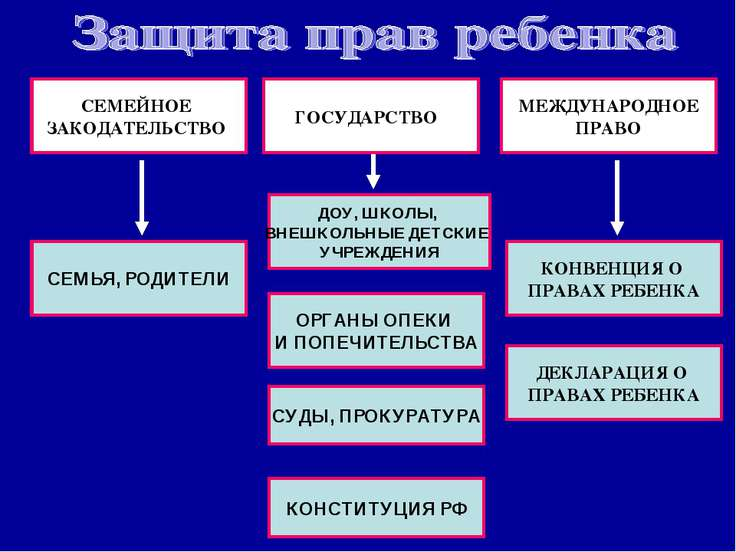 Защита прав ребенка
СЕМЕЙНОЕ
ЗАКОДАТЕЛЬСТВО
ГОСУДАРСТВО
МЕЖДУНАРОДНОЕ
ПРАВО
СЕМЬЯ, РОДИТЕЛИ
ДОУ, ШКОЛЫ,
ВНЕШКОЛЬНЫЕ ДЕТСКИЕ
УЧРЕЖДЕНИЯ
ОРГАНЫ ОПЕКИ
И ПОПЕЧИТЕЛЬСТВА
СУДЫ, ПРОКУРАТУРА
КОНСТИТУЦИЯ РФ
КОНВЕНЦИЯ О
ПРАВАХ РЕБЕНКА
ДЕКЛАРАЦИЯ О
ПРАВАХ РЕБЕНКА